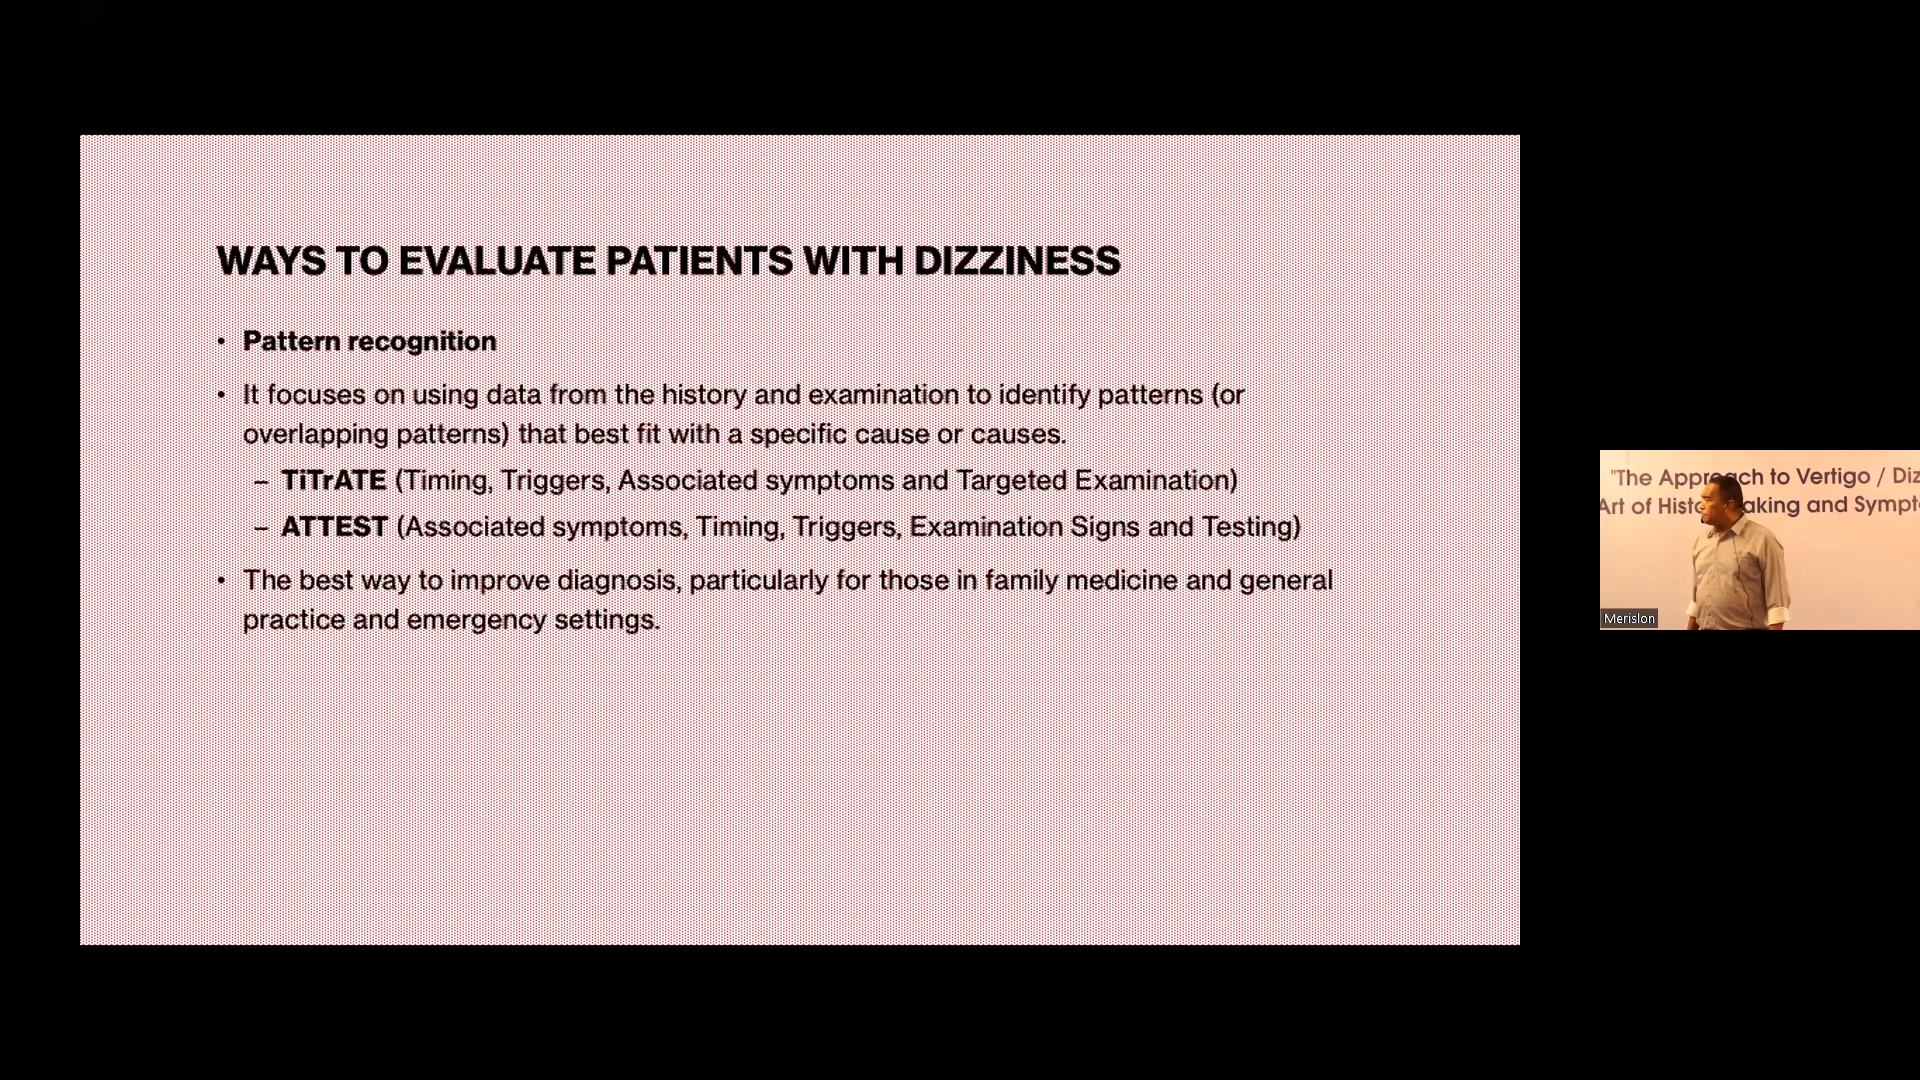 WAYS TO EVALUATE PATIENTS WITH DIZZINESS
• Pattern recognition
• It focuses on using data from the history and examination to identify patterns (or
overlapping patterns) that best fit with a specific cause or causes.
– TiTrATE (Timing, Triggers, Associated symptoms and Targeted Examination)
– ATTEST (Associated symptoms, Timing, Triggers, Examination Signs and Testing)
• The best way to improve diagnosis, particularly for those in family medicine and general
practice and emergency settings.
"The Approach to Vertigo / Diz
Art of Histo aking and Sympt
Merislon